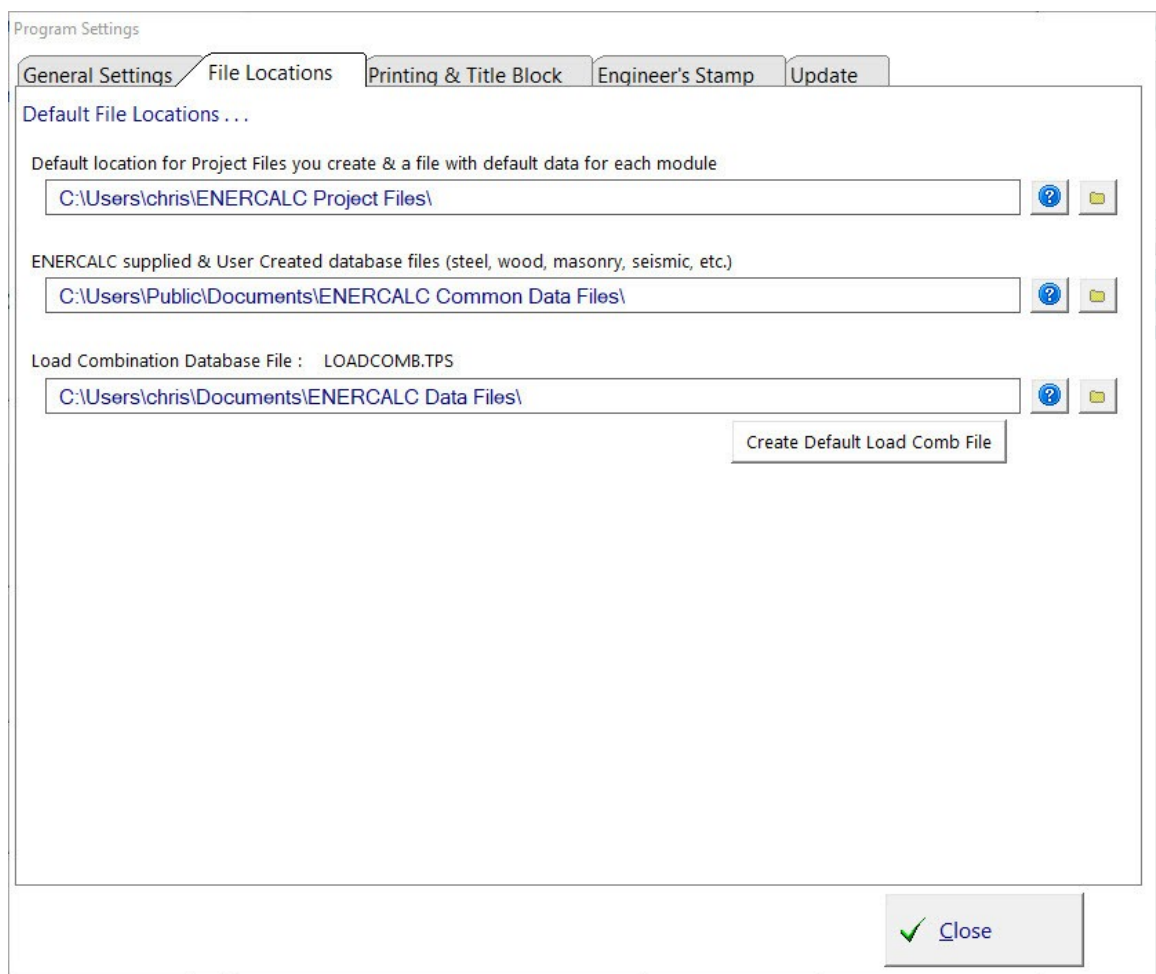 Program Settings
General Settings File Locations Printing & Title Block Engineer's Stamp Update
Default File Locations . . .
Default location for Project Files you create & a file with default data for each module
C:\Users\chris\ENERCALC Project Files\
ENERCALC supplied & User Created database files (steel, wood, masonry, seismic, etc.)
C:\Users\Public\Documents\ENERCALC Common Data Files\
Load Combination Database File : LOADCOMB.TPS
C:\Users\chris\Documents\ENERCALC Data Files\
Create Default Load Comb File
Close